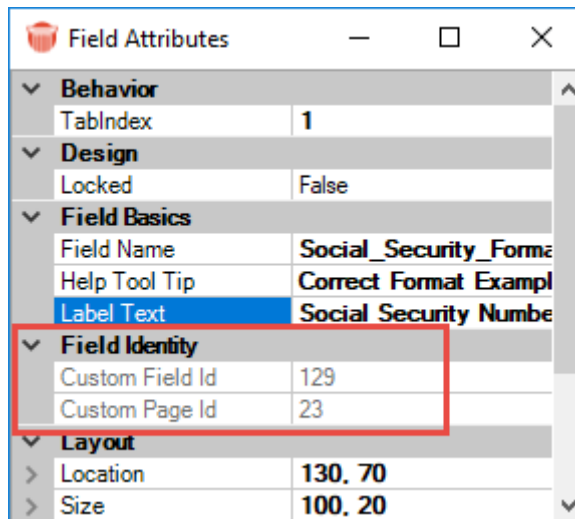 Field Attributes
Behavior
TabIndex 1
Design
Locked False
Field Basics
Field Name Social_Security_Forma
Help Tool Tip Correct Format Exampl
Label Text Social Security Numbe
Field Identity
Custom Field Id 129
Custom Page Id 23
Layout
Location 130, 70
Size 100, 20